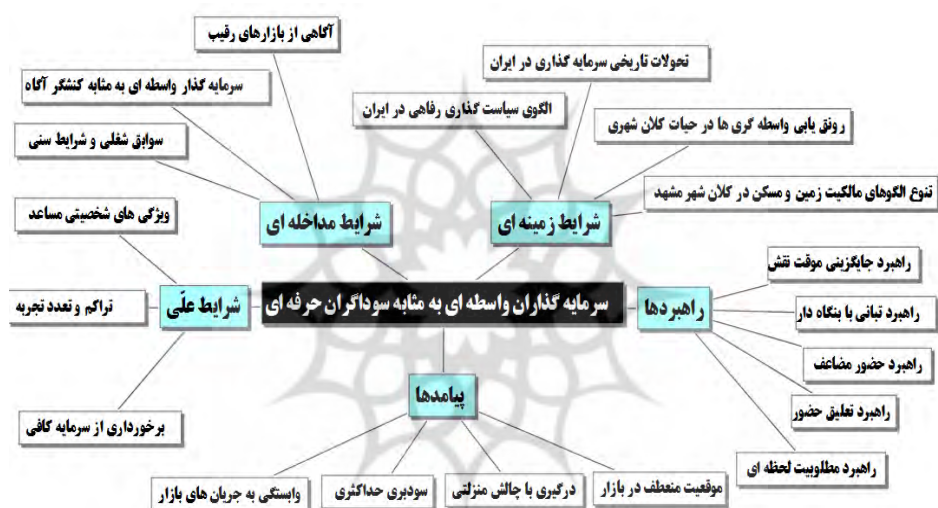 آگاهی از بازارهای رقیب
سرمایه گذار واسطه ای به مثابه کنشگر آگاه
سوابق شغلی و شرایط سنی
شرایط مداخله ای
تحولات تاریخی سرمایه گذاری در ایران
الگوی سیاست گذاری رفاهی در ایران
رونق یابی واسطه گری ها در حیات کلان شهری
تنوع الگوهای مالکیت زمین و مسکن در کلان شهر مشهد
شرایط زمینه ای
ویژگی های شخصیتی مساعد
تراکم و تعدد تجربه
برخورداری از سرمایه کافی
شرایط علّی
سرمایه گذاران واسطه ای به مثابه سوداگران حرفه ای
راهبردها
راهبرد جایگزینی موقت نقش
راهبرد تبانی با بنگاه دار
راهبرد حضور مضاعف
راهبرد تعلیق حضور
راهبرد مطلوبیت لحظه ای
پیامدها
موقعیت منعطف در بازار
درگیری با چالش منزلتی
سودبری حداکثری
وابستگی به جریان های بازار